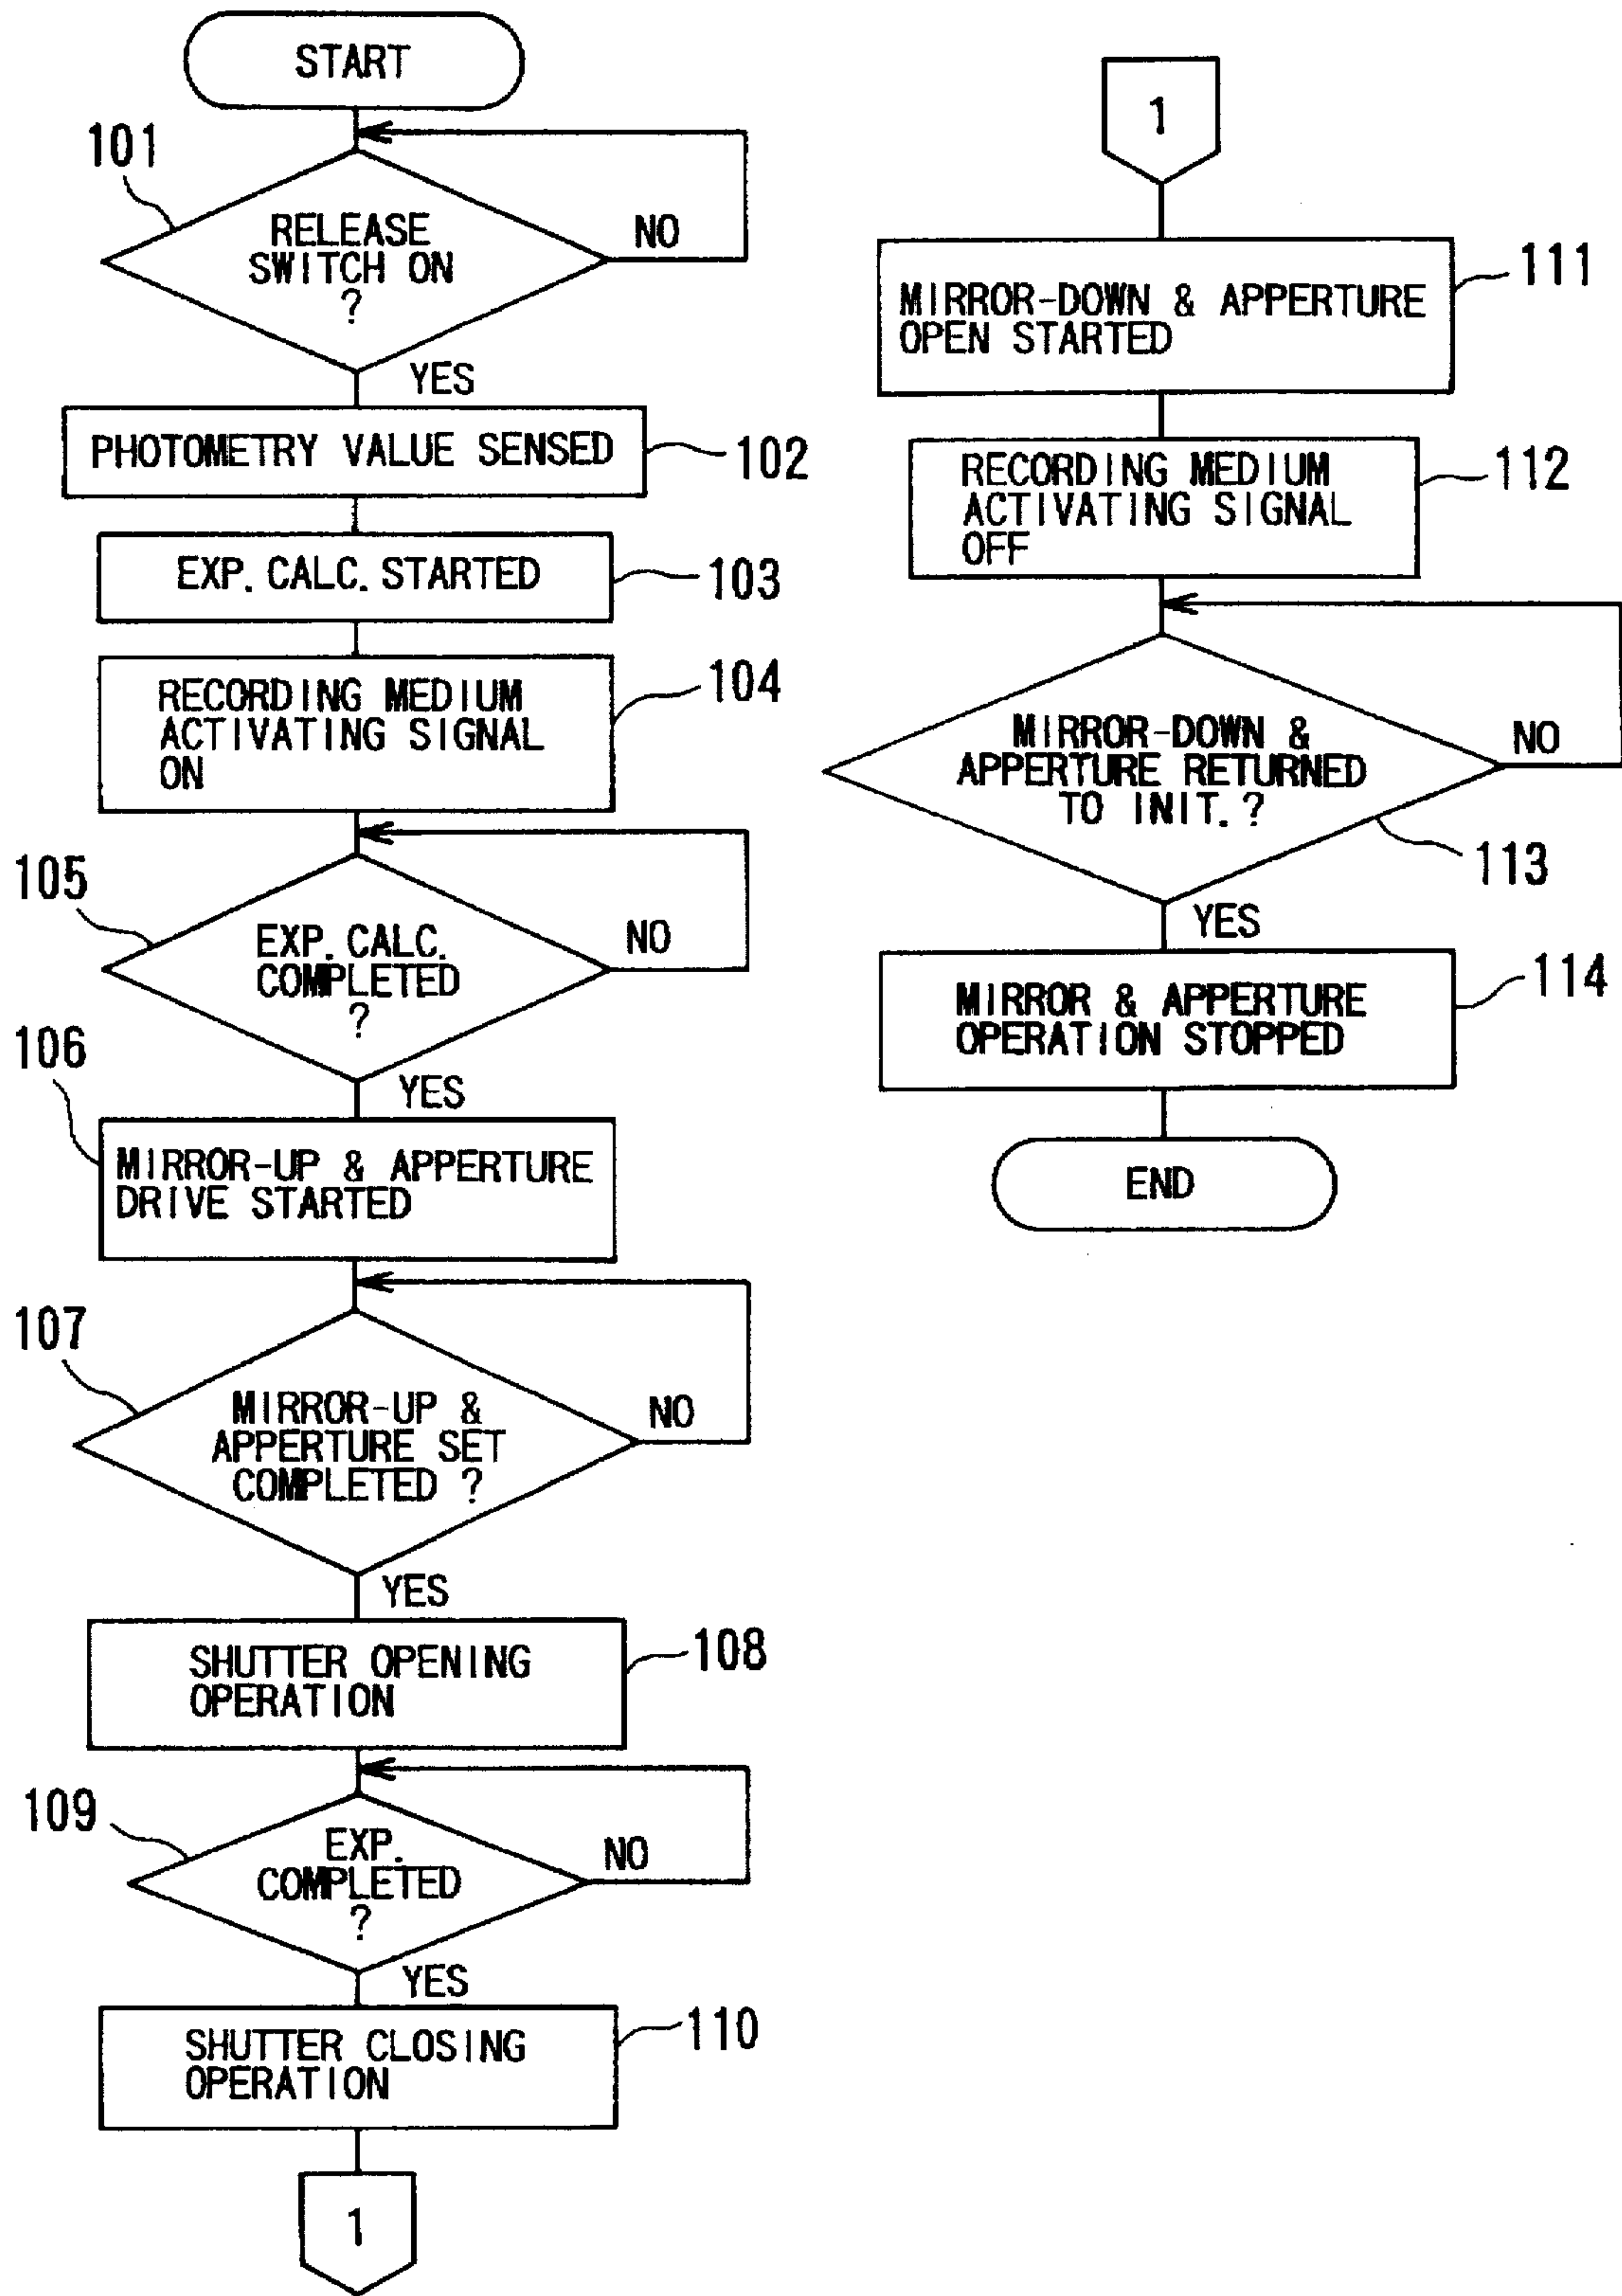 START
101
RELEASE
SWITCH ON
?
NO
YES
PHOTOMETRY VALUE SENSED
102
EXP. CALC. STARTED
103
RECORDING MEDIUM
ACTIVATING SIGNAL
ON
104
105
EXP. CALC.
COMPLETED
?
NO
YES
106
MIRROR-UP & APPERTURE
DRIVE STARTED
107
MIRROR-UP &
APPERTURE SET
COMPLETED ?
NO
YES
SHUTTER OPENING
OPERATION
108
109
EXP.
COMPLETED
?
NO
YES
SHUTTER CLOSING
OPERATION
110
1
1
MIRROR-DOWN & APPERTURE
OPEN STARTED
111
RECORDING MEDIUM
ACTIVATING SIGNAL
OFF
112
MIRROR-DOWN &
APPERTURE RETURNED
TO INIT. ?
NO
113
YES
MIRROR & APPERTURE
OPERATION STOPPED
114
END